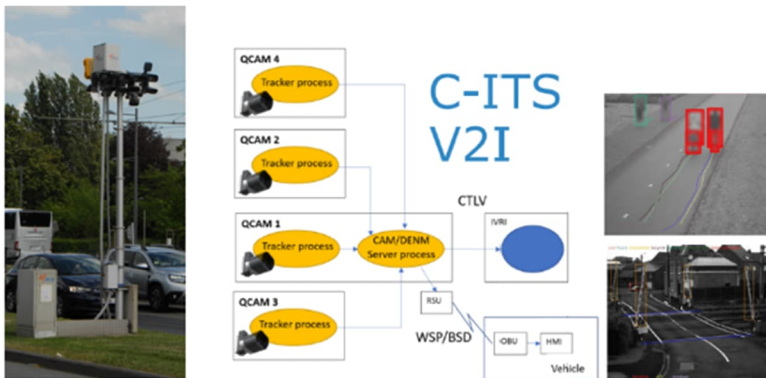 QCAM 4
Tracker process
QCAM 2
Tracker process
C-ITS
V2I
CTLV
QCAM 1
Tracker process
CAM/DENM
Server process
IVRI
QCAM 3
Tracker process
RSU
WSP/BSD
OBU
HMI
Vehicle